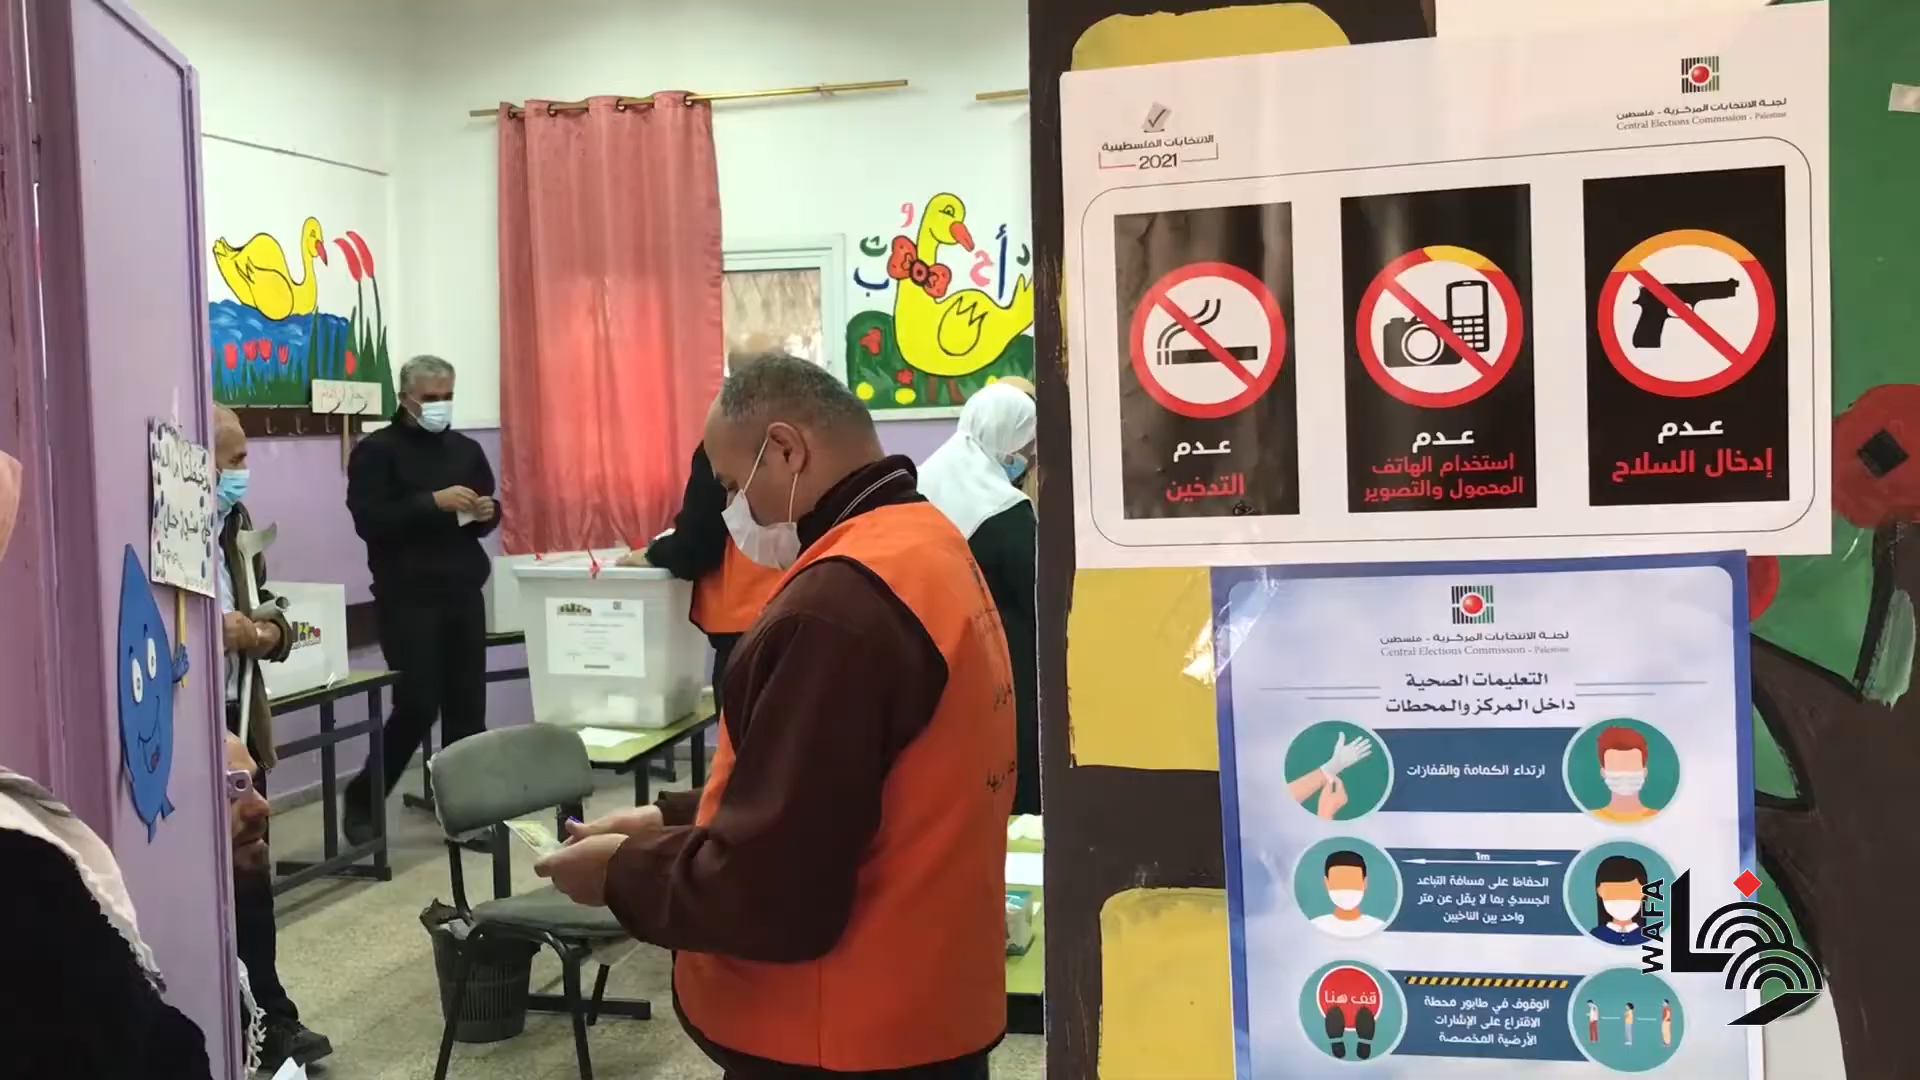 لجنة الانتخابات المركزية - فلسطين
Central Elections Commission - Palestine
الانتخابات الفلسطينية
2021
عدم
إدخال السلاح
عدم
استخدام الهاتف
المحمول والتصوير
عدم
التدخين
لجنة الانتخابات المركزية - فلسطين
Central Elections Commission - Palestine
التعليمات الصحية
داخل المركز والمحطات
ارتداء الكمامة والقفازات
1m
الحفاظ على مسافة التباعد
الجسدي بما لا يقل عن متر
واحد بين الناخبين
قف هنا
الوقوف في طابور محطة
الاقتراع على الإشارات
الأرضية المخصصة
WAFA
وفا
و
ث
ب
أ
ح
د